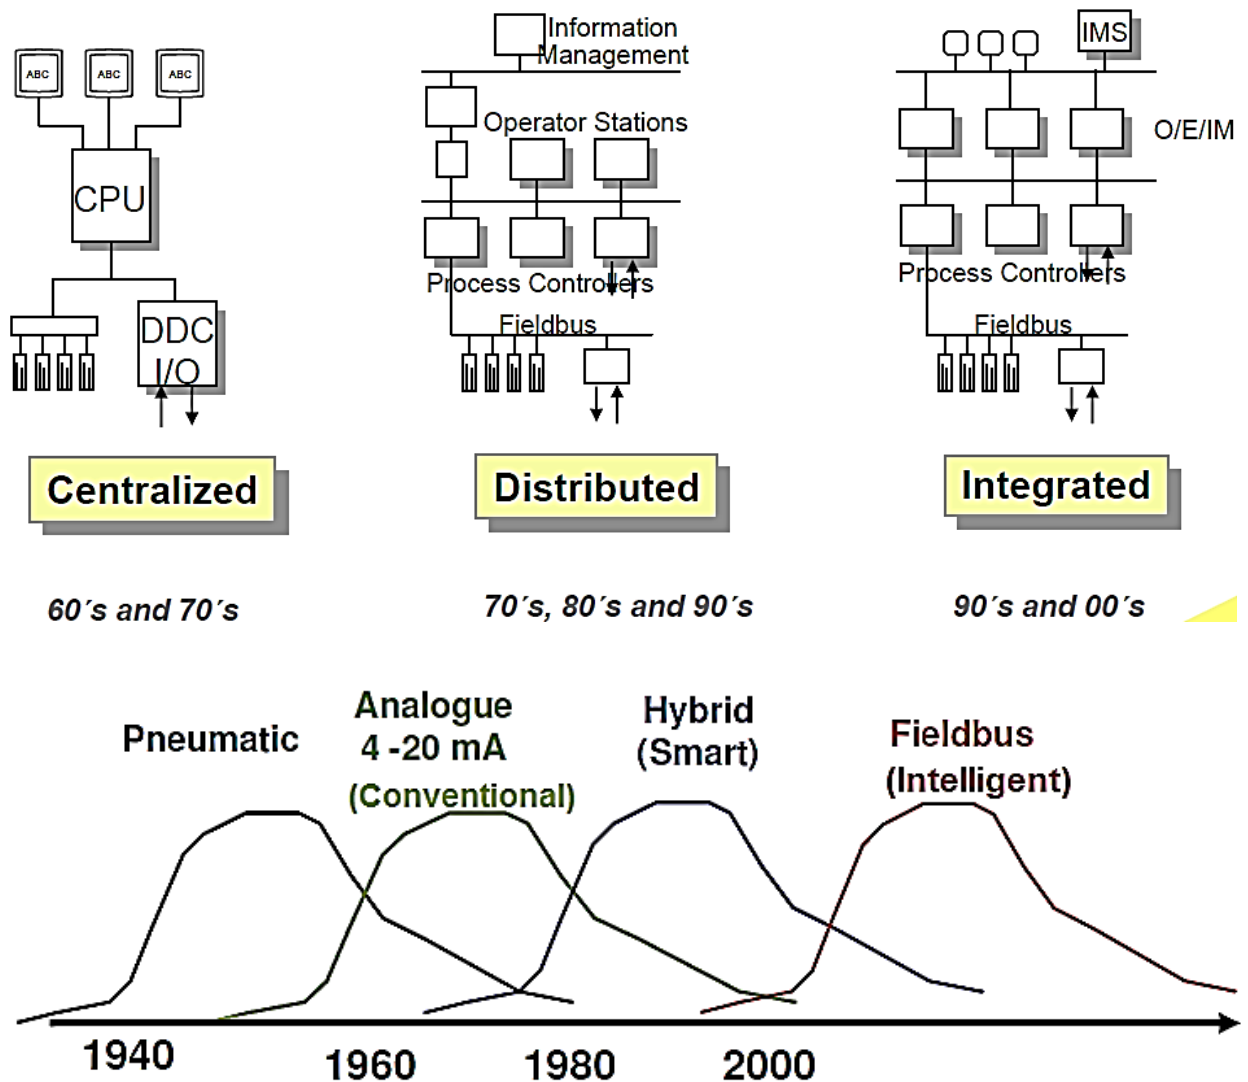 ABC
ABC
ABC
CPU
DDC
I/O
Centralized
60´s and 70´s
Information
Management
Operator Stations
Process Controllers
Fieldbus
Distributed
70´s, 80´s and 90´s
IMS
O/E/IM
Process Controllers
Fieldbus
Integrated
90´s and 00´s
Pneumatic
Analogue
4 -20 mA
(Conventional)
Hybrid
(Smart)
Fieldbus
(Intelligent)
1940
1960
1980
2000